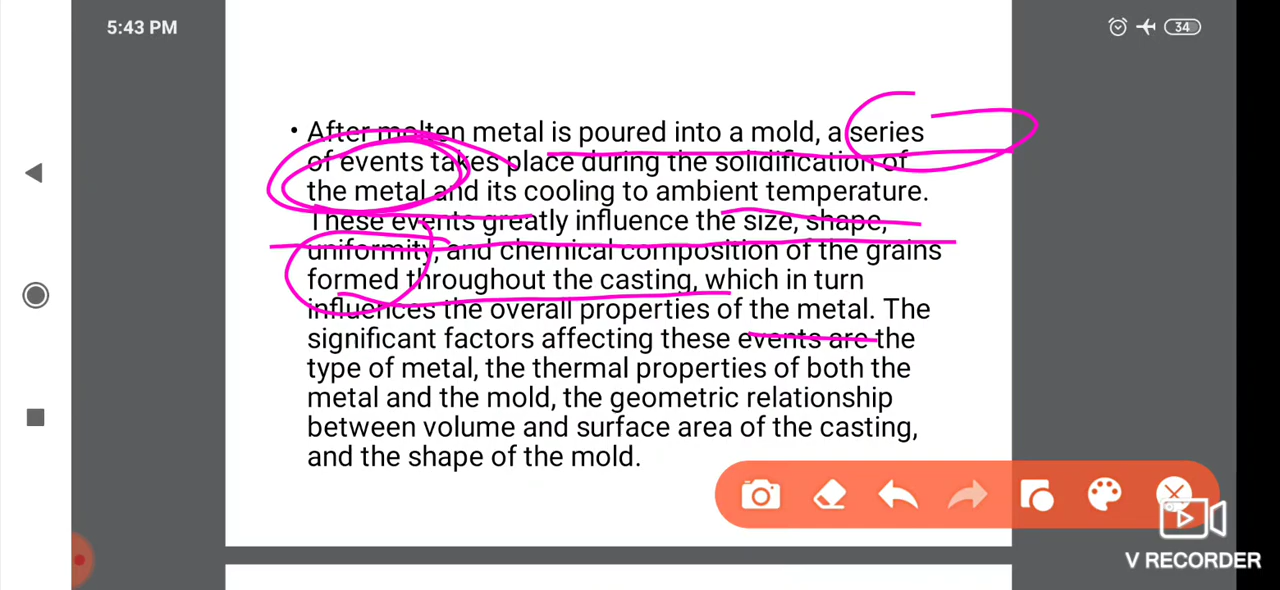 5:43 PM
34
• After molten metal is poured into a mold, a series
of events takes place during the solidification of
the metal and its cooling to ambient temperature.
These events greatly influence the size, shape,
uniformity, and chemical composition of the grains
formed throughout the casting, which in turn
influences the overall properties of the metal. The
significant factors affecting these events are the
type of metal, the thermal properties of both the
metal and the mold, the geometric relationship
between volume and surface area of the casting,
and the shape of the mold.
V RECORDER